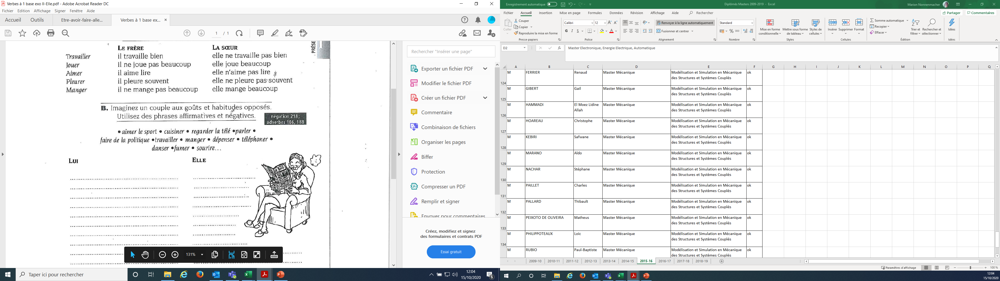 Verbes à 1 base exo Il-Elle.pdf - Adobe Acrobat Reader DC
Fichier Edition Affichage Signer Fenêtre Aide
Accueil Outils Etre-avoir-faire-alle... Verbes à 1 base ex... ×
1 / 1
LE FRÈRE LA SŒUR
Travailler il travaille bien elle ne travaille pas bien
Jouer il ne joue pas beaucoup elle joue beaucoup
Aimer il aime lire elle n'aime pas lire
Pleurer il pleure souvent elle ne pleure pas souvent
Manger il ne mange pas beaucoup elle mange beaucoup
PRÉSE
B. Imaginez un couple aux goûts et habitudes opposés.
Utilisez des phrases affirmatives et négatives.
négation 218;
adverbes 186, 188
• aimer le sport • cuisiner • regarder la télé •parler •
faire de la politique •travailler • manger • dépenser • téléphoner •
danser •fumer • sourire...
LUI ELLE
131%
Rechercher "Insérer une page"
Exporter un fichier PDF
Modifier le fichier PDF
Créer un fichier PDF
Commentaire
Combinaison de fichiers
Organiser les pages
Biffer
Protection
Compresser un PDF
Remplir et signer
Envoyer pour commentaires
Créez, modifiez et signez
des formulaires et contrats PDF
Essai gratuit
Taper ici pour rechercher
12:04
15/10/2020
6
Enregistrement automatique
Diplômés Masters 2009-2019 - Excel
Marion Nonnenmacher
Fichier Accueil Insertion Mise en page Formules Données Révision Affichage Aide Rechercher
Partager Commentaires
Coller
Couper
Copier
Reproduire la mise en forme
Presse-papiers
Calibri 12
G I S
Police
Renvoyer à la ligne automatiquement
Fusionner et centrer
Alignement
Standard
% 000
Nombre
Mise en forme
conditionnelle
Mettre sous forme
de tableau
Styles de
cellules
Styles
Insérer Supprimer Format
Cellules
Somme automatique
Recopier
Effacer
Trier et
filtrer
Rechercher et
sélectionner
Édition
Idées
Idées
D2
fx
Master Electronique, Energie Electrique, Automatique
A B C D E F G H I J K L M N O P Q
M FERRIER Renaud Master Mécanique Modélisation et Simulation en Mécanique ok
des Structures et Systèmes Couplés
124
M GIBERT Gail Master Mécanique Modélisation et Simulation en Mécanique ok
des Structures et Systèmes Couplés
125
M HAMMADI El Moez Lidine Master Mécanique Modélisation et Simulation en Mécanique ok
Allah des Structures et Systèmes Couplés
126
M HOAREAU Christophe Master Mécanique Modélisation et Simulation en Mécanique ok
des Structures et Systèmes Couplés
127
M KEBIRI Safwane Master Mécanique Modélisation et Simulation en Mécanique ok
des Structures et Systèmes Couplés
128
M MARANO Aldo Master Mécanique Modélisation et Simulation en Mécanique ok
des Structures et Systèmes Couplés
129
M NACHAR Stéphane Master Mécanique Modélisation et Simulation en Mécanique ok
des Structures et Systèmes Couplés
130
M PAILLET Charles Master Mécanique Modélisation et Simulation en Mécanique ok
des Structures et Systèmes Couplés
131
M PALLARD Thibault Master Mécanique Modélisation et Simulation en Mécanique ok
des Structures et Systèmes Couplés
132
M PEIXOTO DE OLIVEIRA Matheus Master Mécanique Modélisation et Simulation en Mécanique ok
des Structures et Systèmes Couplés
133
M PHILIPPOTEAUX Loic Master Mécanique Modélisation et Simulation en Mécanique ok
des Structures et Systèmes Couplés
134
M RUBIO Paul-Baptiste Master Mécanique Modélisation et Simulation en Mécanique ok
des Structures et Systèmes Couplés
2009-10 2010-11 2011-12 2012-13 2013-14 2014-15 2015-16 2016-17 2017-18 2018-19
Paramètres d'affichage
100 %
12:04
15/10/2020